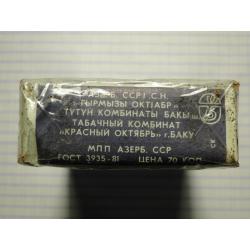 АЗЕРБ. ССР Ј.С.Н.
"ГЫРМЫЗЫ ОКТЈАБР"
ТҮТҮН КОМБИНАТЫ БАКЫ
ТАБАЧНЫЙ КОМБИНАТ
"КРАСНЫЙ ОКТЯБРЬ" г. БАКУ
МПП АЗЕРБ. ССР
ГОСТ 3935-81 ЦЕНА 70 КОП